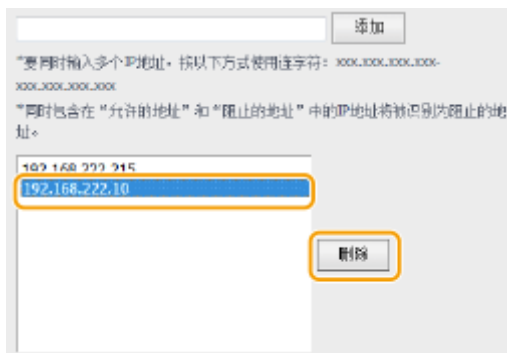 添加
*要同时输入多个IP地址，按以下方式使用连字符：xxx.xxx.xxx.xxx-
xxx.xxx.xxx.xxx
*同时包含在“允许的地址”和“阻止的地址”中的IP地址将被识别为阻止的地
址。
192.168.222.215
192.168.222.10
删除